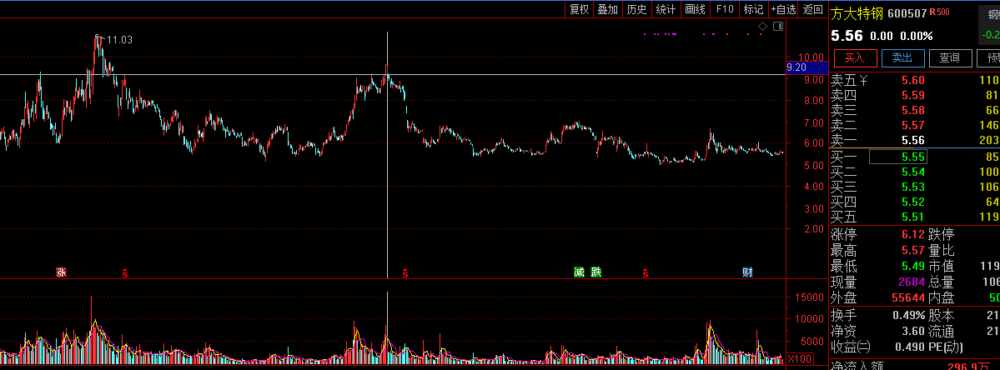 复权 叠加 历史 统计 画线 F10 标记 +自选 返回
方大特钢 600507 R500
5.56 0.00 0.00% -0.2
买入 卖出 查询
11.03
10.00
9.20
9.00
8.00
7.00
6.00
5.00
4.00
3.00
2.00
涨 $ $ 减 跌 $ 财
15000
10000
5000
X100
卖五 ¥ 5.60 110
卖四 5.59 81
卖三 5.58 66
卖二 5.57 146
卖一 5.56 203
买一 5.55 85
买二 5.54 100
买三 5.53 106
买四 5.52 64
买五 5.51 119
涨停 6.12 跌停
最高 5.57 量比
最低 5.49 市值 119
现量 2684 总量 106
外盘 55644 内盘 50
换手 0.49% 股本 21
净资 3.60 流通 21
收益㈡ 0.490 PE(动)
净流入额 296.9万